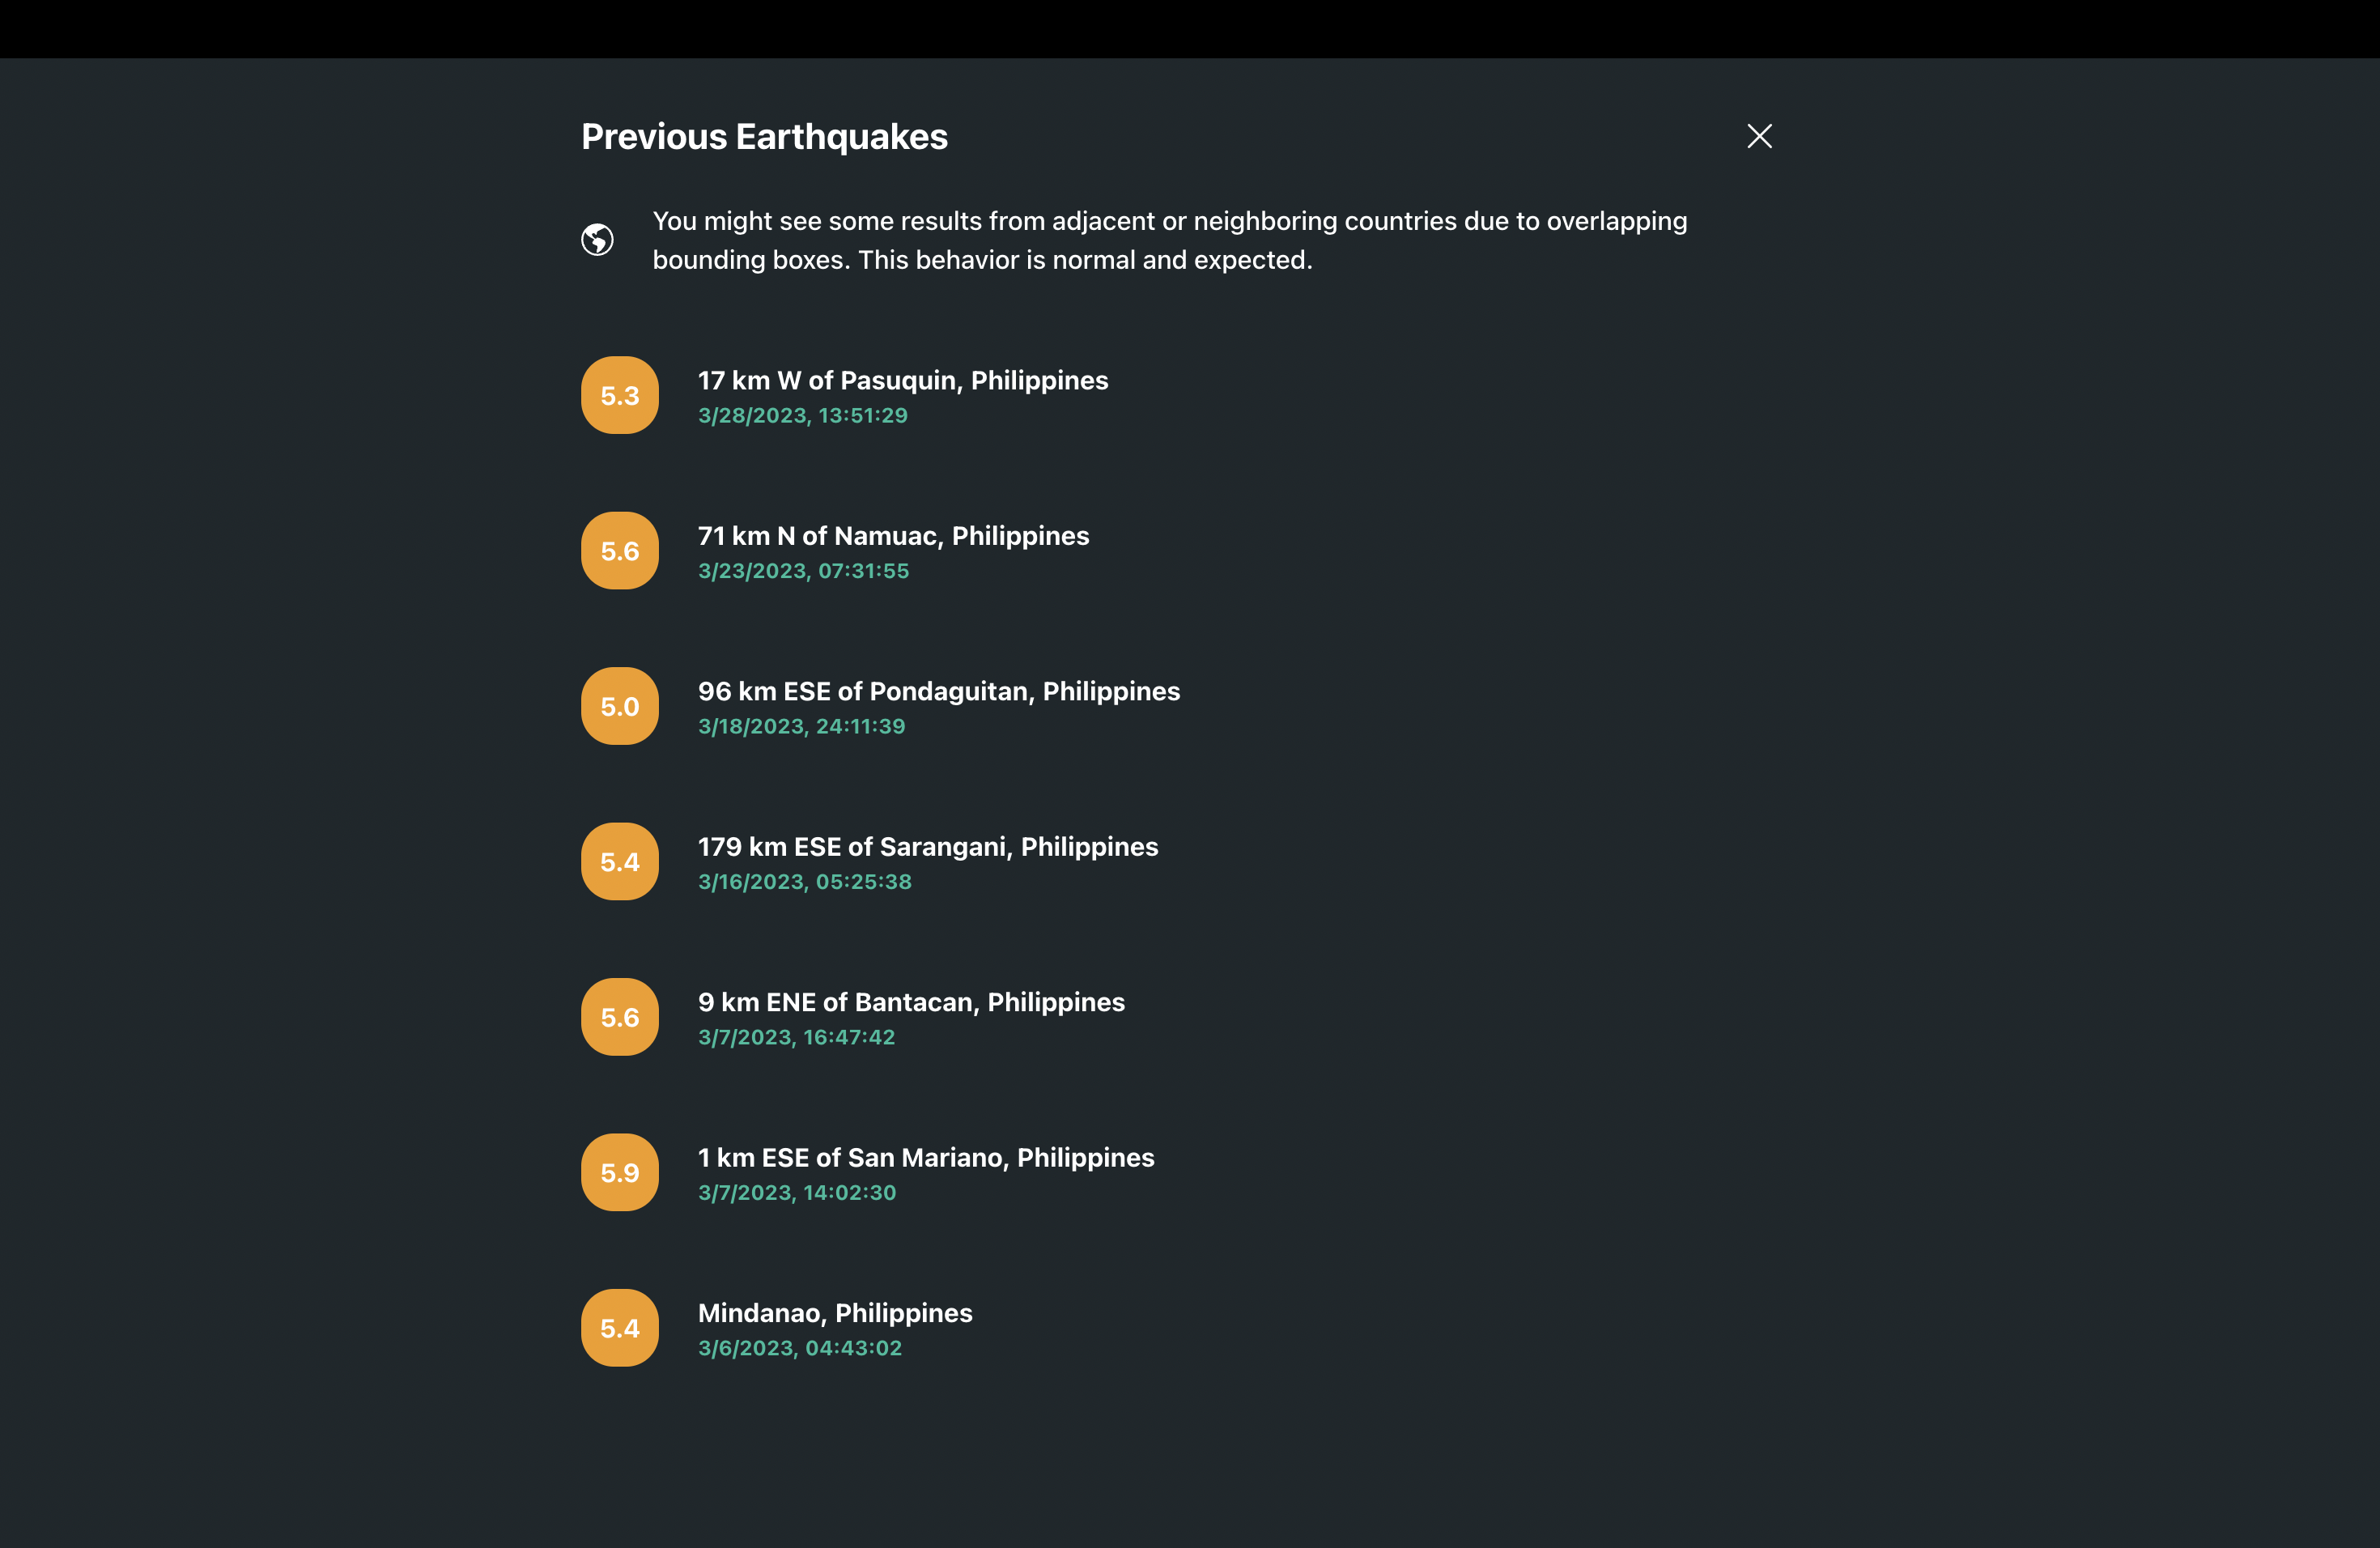 Previous Earthquakes
You might see some results from adjacent or neighboring countries due to overlapping
bounding boxes. This behavior is normal and expected.
5.3
17 km W of Pasuquin, Philippines
3/28/2023, 13:51:29
5.6
71 km N of Namuac, Philippines
3/23/2023, 07:31:55
5.0
96 km ESE of Pondaguitan, Philippines
3/18/2023, 24:11:39
5.4
179 km ESE of Sarangani, Philippines
3/16/2023, 05:25:38
5.6
9 km ENE of Bantacan, Philippines
3/7/2023, 16:47:42
5.9
1 km ESE of San Mariano, Philippines
3/7/2023, 14:02:30
5.4
Mindanao, Philippines
3/6/2023, 04:43:02